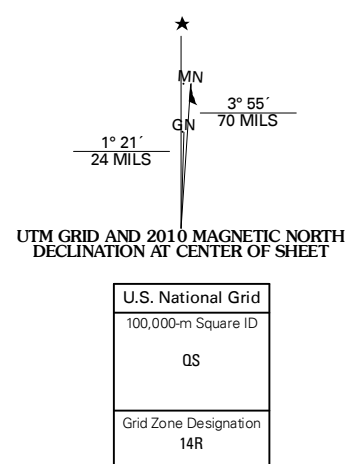 MN
3° 55´
70 MILS
GN
1° 21´
24 MILS
UTM GRID AND 2010 MAGNETIC NORTH
DECLINATION AT CENTER OF SHEET
U.S. National Grid
100,000-m Square ID
QS
Grid Zone Designation
14R